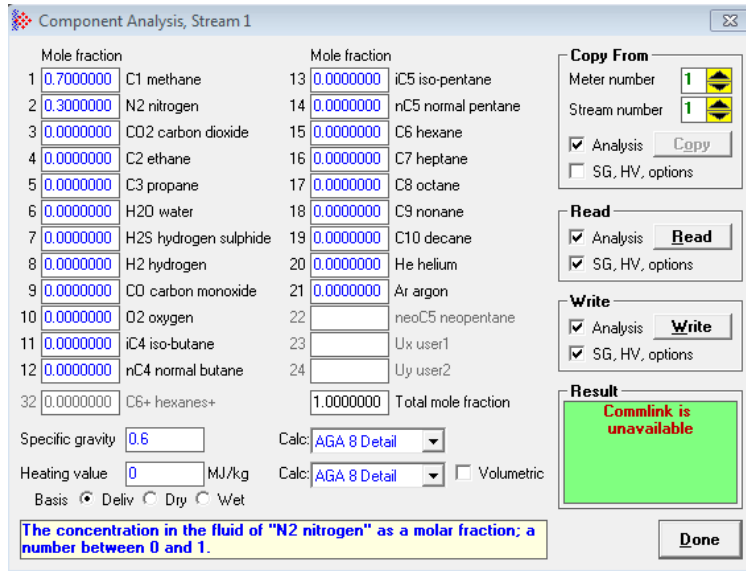 Component Analysis, Stream 1
Mole fraction
1 0.7000000 C1 methane
2 0.3000000 N2 nitrogen
3 0.0000000 CO2 carbon dioxide
4 0.0000000 C2 ethane
5 0.0000000 C3 propane
6 0.0000000 H2O water
7 0.0000000 H2S hydrogen sulphide
8 0.0000000 H2 hydrogen
9 0.0000000 CO carbon monoxide
10 0.0000000 O2 oxygen
11 0.0000000 iC4 iso-butane
12 0.0000000 nC4 normal butane
32 0.0000000 C6+ hexanes+
Mole fraction
13 0.0000000 iC5 iso-pentane
14 0.0000000 nC5 normal pentane
15 0.0000000 C6 hexane
16 0.0000000 C7 heptane
17 0.0000000 C8 octane
18 0.0000000 C9 nonane
19 0.0000000 C10 decane
20 0.0000000 He helium
21 0.0000000 Ar argon
22 neoC5 neopentane
23 Ux user1
24 Uy user2
1.0000000 Total mole fraction
Specific gravity 0.6 Calc: AGA 8 Detail
Heating value 0 MJ/kg Calc: AGA 8 Detail Volumetric
Basis Deliv Dry Wet
The concentration in the fluid of "N2 nitrogen" as a molar fraction; a
number between 0 and 1.
Copy From
Meter number 1
Stream number 1
Analysis Copy
SG, HV, options
Read
Analysis Read
SG, HV, options
Write
Analysis Write
SG, HV, options
Result
Commlink is
unavailable
Done